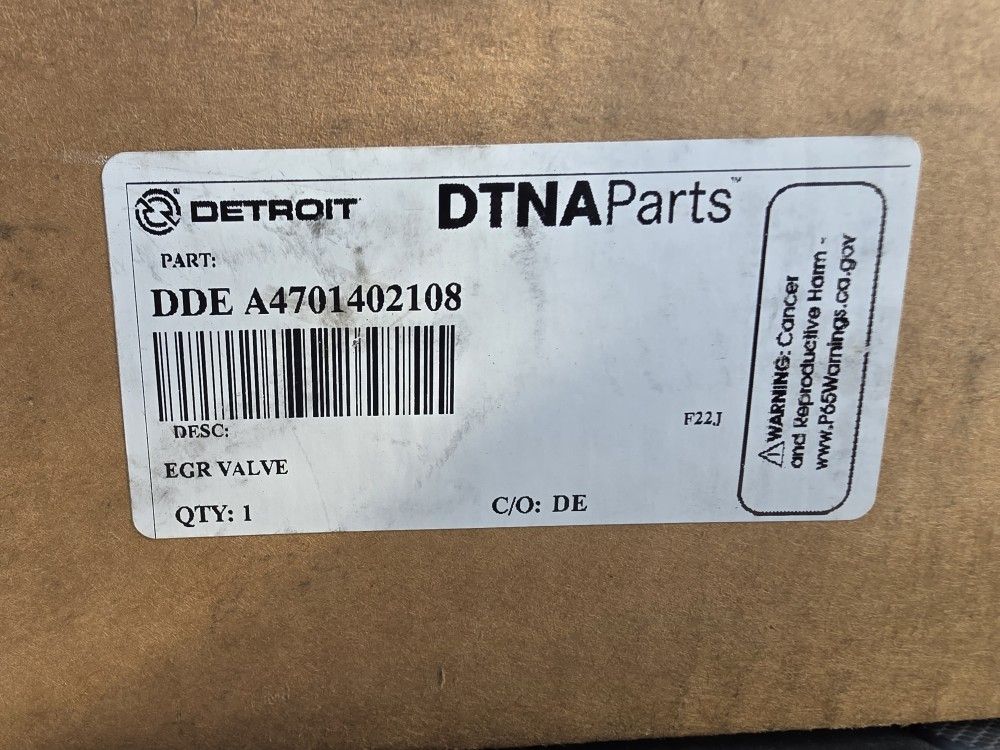 DETROIT
DTNAParts™
PART:
DDE A4701402108
DESC:
EGR VALVE
QTY: 1
C/O: DE
F22J
⚠WARNING: Cancer
and Reproductive Harm -
www.P65Warnings.ca.gov